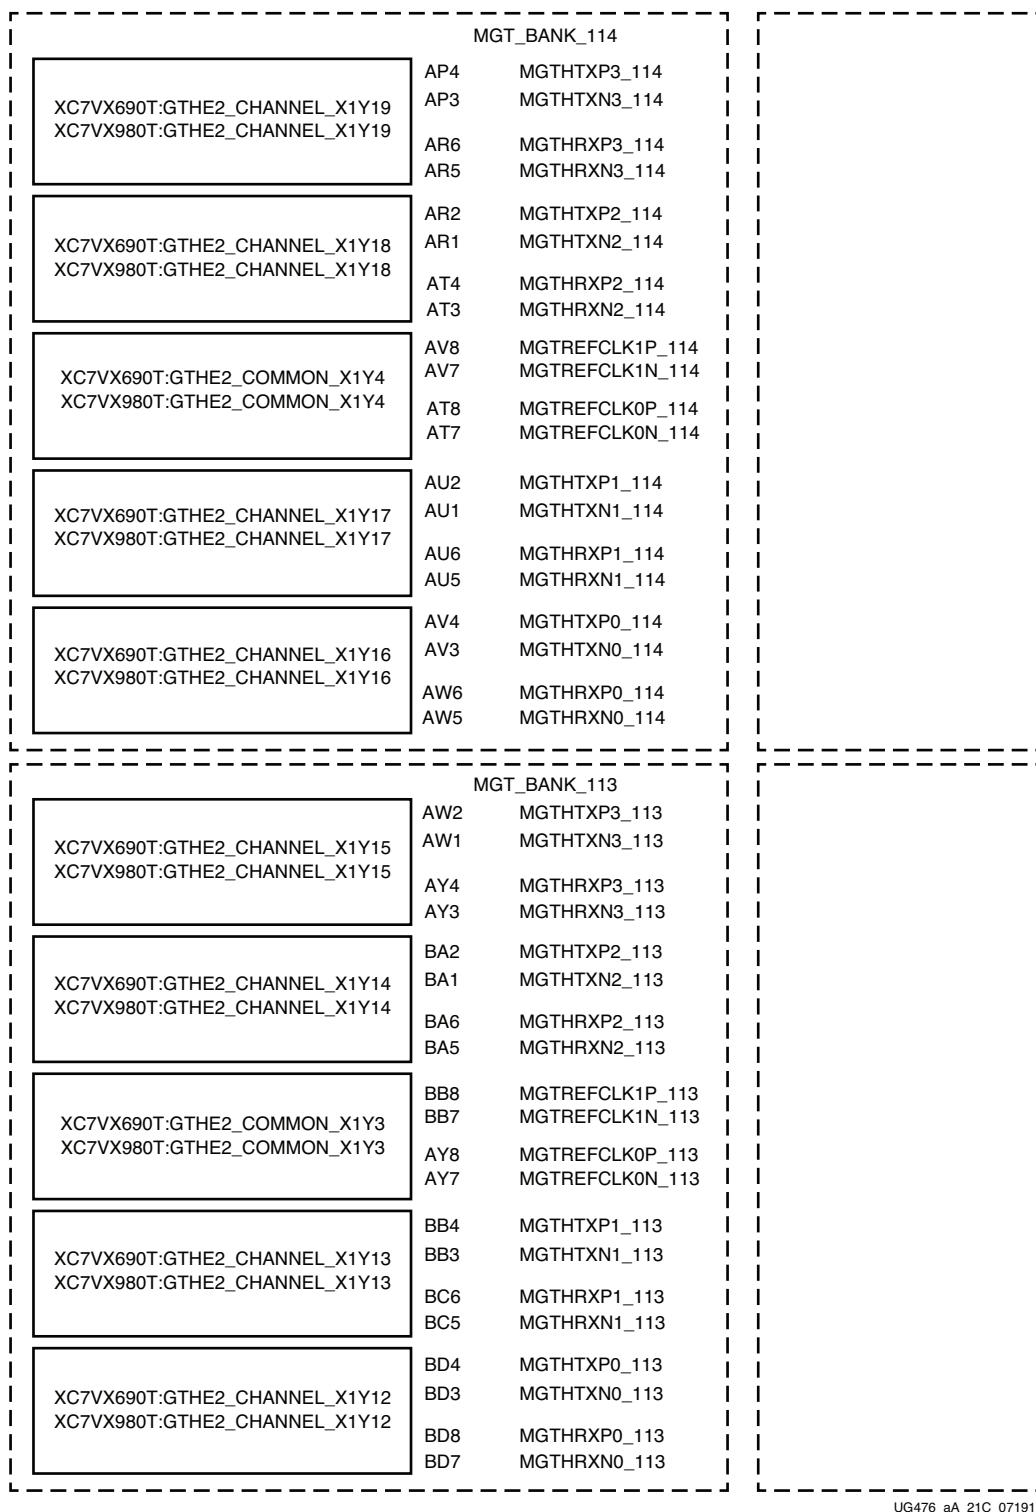 MGT_BANK_114
AP4 MGTHTXP3_114
AP3 MGTHTXN3_114
XC7VX690T:GTHE2_CHANNEL_X1Y19
XC7VX980T:GTHE2_CHANNEL_X1Y19
AR6 MGTHRXP3_114
AR5 MGTHRXN3_114
AR2 MGTHTXP2_114
AR1 MGTHTXN2_114
XC7VX690T:GTHE2_CHANNEL_X1Y18
XC7VX980T:GTHE2_CHANNEL_X1Y18
AT4 MGTHRXP2_114
AT3 MGTHRXN2_114
AV8 MGTREFCLK1P_114
AV7 MGTREFCLK1N_114
XC7VX690T:GTHE2_COMMON_X1Y4
XC7VX980T:GTHE2_COMMON_X1Y4
AT8 MGTREFCLK0P_114
AT7 MGTREFCLK0N_114
AU2 MGTHTXP1_114
AU1 MGTHTXN1_114
XC7VX690T:GTHE2_CHANNEL_X1Y17
XC7VX980T:GTHE2_CHANNEL_X1Y17
AU6 MGTHRXP1_114
AU5 MGTHRXN1_114
AV4 MGTHTXP0_114
AV3 MGTHTXN0_114
XC7VX690T:GTHE2_CHANNEL_X1Y16
XC7VX980T:GTHE2_CHANNEL_X1Y16
AW6 MGTHRXP0_114
AW5 MGTHRXN0_114
MGT_BANK_113
AW2 MGTHTXP3_113
AW1 MGTHTXN3_113
XC7VX690T:GTHE2_CHANNEL_X1Y15
XC7VX980T:GTHE2_CHANNEL_X1Y15
AY4 MGTHRXP3_113
AY3 MGTHRXN3_113
BA2 MGTHTXP2_113
BA1 MGTHTXN2_113
XC7VX690T:GTHE2_CHANNEL_X1Y14
XC7VX980T:GTHE2_CHANNEL_X1Y14
BA6 MGTHRXP2_113
BA5 MGTHRXN2_113
BB8 MGTREFCLK1P_113
BB7 MGTREFCLK1N_113
XC7VX690T:GTHE2_COMMON_X1Y3
XC7VX980T:GTHE2_COMMON_X1Y3
AY8 MGTREFCLK0P_113
AY7 MGTREFCLK0N_113
BB4 MGTHTXP1_113
BB3 MGTHTXN1_113
XC7VX690T:GTHE2_CHANNEL_X1Y13
XC7VX980T:GTHE2_CHANNEL_X1Y13
BC6 MGTHRXP1_113
BC5 MGTHRXN1_113
BD4 MGTHTXP0_113
BD3 MGTHTXN0_113
XC7VX690T:GTHE2_CHANNEL_X1Y12
XC7VX980T:GTHE2_CHANNEL_X1Y12
BD8 MGTHRXP0_113
BD7 MGTHRXN0_113
UG476_aA_21C_07191